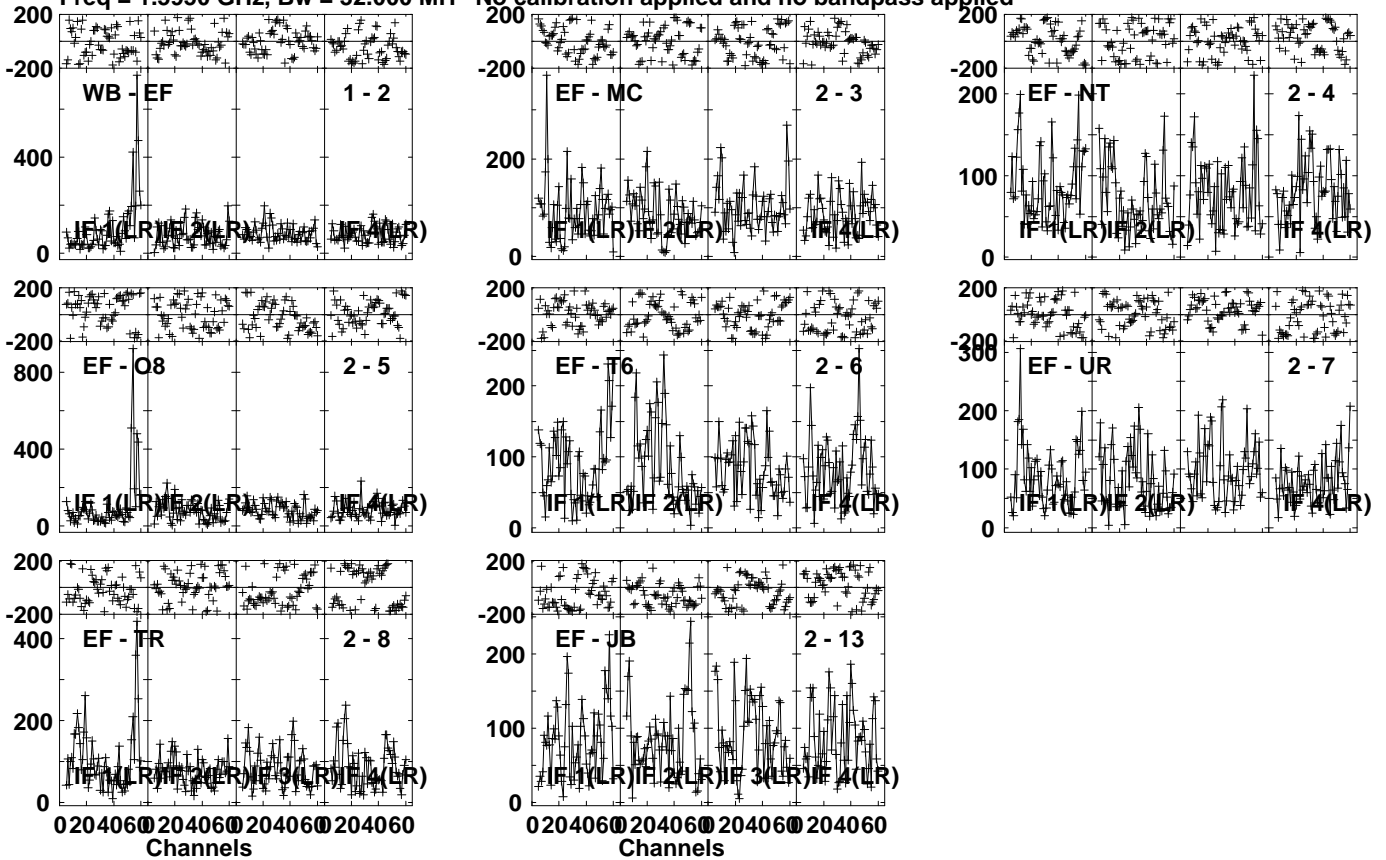 Freq = 1.5950 GHz, Bw = 32.000 MH No calibration applied and no bandpass applied
200
-200
WB - EF 1 - 2
400
0
IF 1(LR) IF 2(LR) IF 4(LR)
200
-200
EF - MC 2 - 3
200
0
IF 1(LR) IF 2(LR) IF 4(LR)
200
-200
EF - NT 2 - 4
200
100
0
IF 1(LR) IF 2(LR) IF 4(LR)
200
-200
EF - O8 2 - 5
800
400
0
IF 1(LR) IF 2(LR) IF 4(LR)
200
-200
EF - T6 2 - 6
200
100
0
IF 1(LR) IF 2(LR) IF 4(LR)
200
-200
EF - UR 2 - 7
300
200
100
0
IF 1(LR) IF 2(LR) IF 4(LR)
200
-200
EF - TR 2 - 8
400
200
0
IF 1(LR) IF 2(LR) IF 3(LR) IF 4(LR)
0 20 40 60 0 20 40 60 0 20 40 60 0 20 40 60
Channels
200
-200
EF - JB 2 - 13
200
100
0
IF 1(LR) IF 2(LR) IF 3(LR) IF 4(LR)
0 20 40 60 0 20 40 60 0 20 40 60 0 20 40 60
Channels